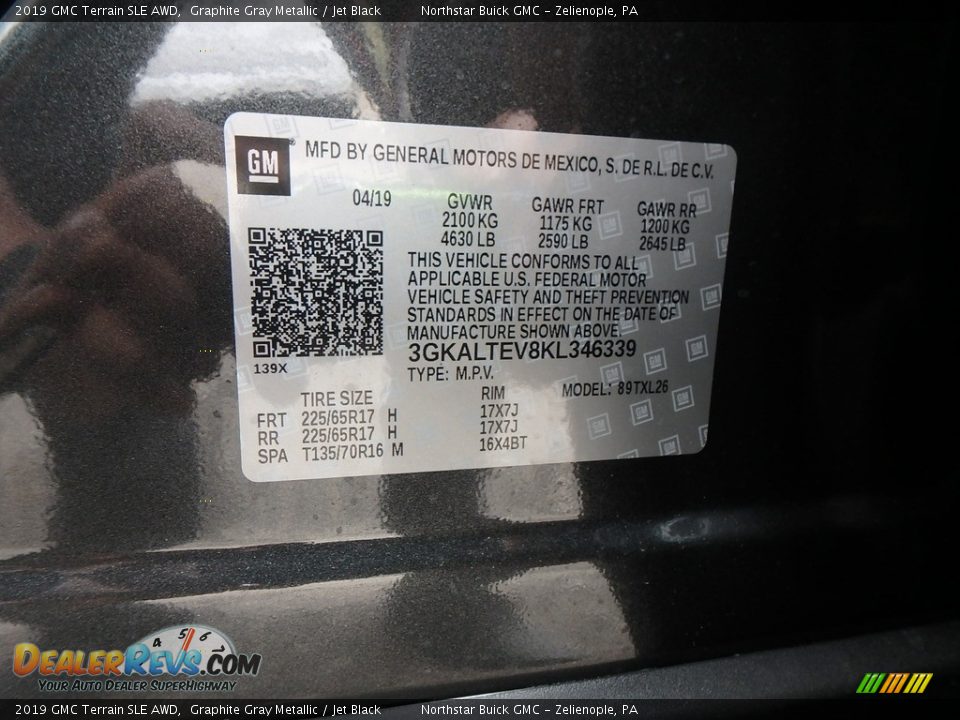 2019 GMC Terrain SLE AWD, Graphite Gray Metallic / Jet Black Northstar Buick GMC - Zelienople, PA
GM ® MFD BY GENERAL MOTORS DE MEXICO, S. DE R.L. DE C.V.
04/19 GVWR GAWR FRT GAWR RR
2100 KG 1175 KG 1200 KG
4630 LB 2590 LB 2645 LB
THIS VEHICLE CONFORMS TO ALL
APPLICABLE U.S. FEDERAL MOTOR
VEHICLE SAFETY AND THEFT PREVENTION
STANDARDS IN EFFECT ON THE DATE OF
MANUFACTURE SHOWN ABOVE.
3GKALTEV8KL346339
139X TYPE: M.P.V. MODEL: 89TXL26
TIRE SIZE RIM
FRT 225/65R17 H 17X7J
RR 225/65R17 H 17X7J
SPA T135/70R16 M 16X4BT
4 5 6
DEALERREVS.COM
YOUR AUTO DEALER SUPERHIGHWAY
2019 GMC Terrain SLE AWD, Graphite Gray Metallic / Jet Black Northstar Buick GMC - Zelienople, PA